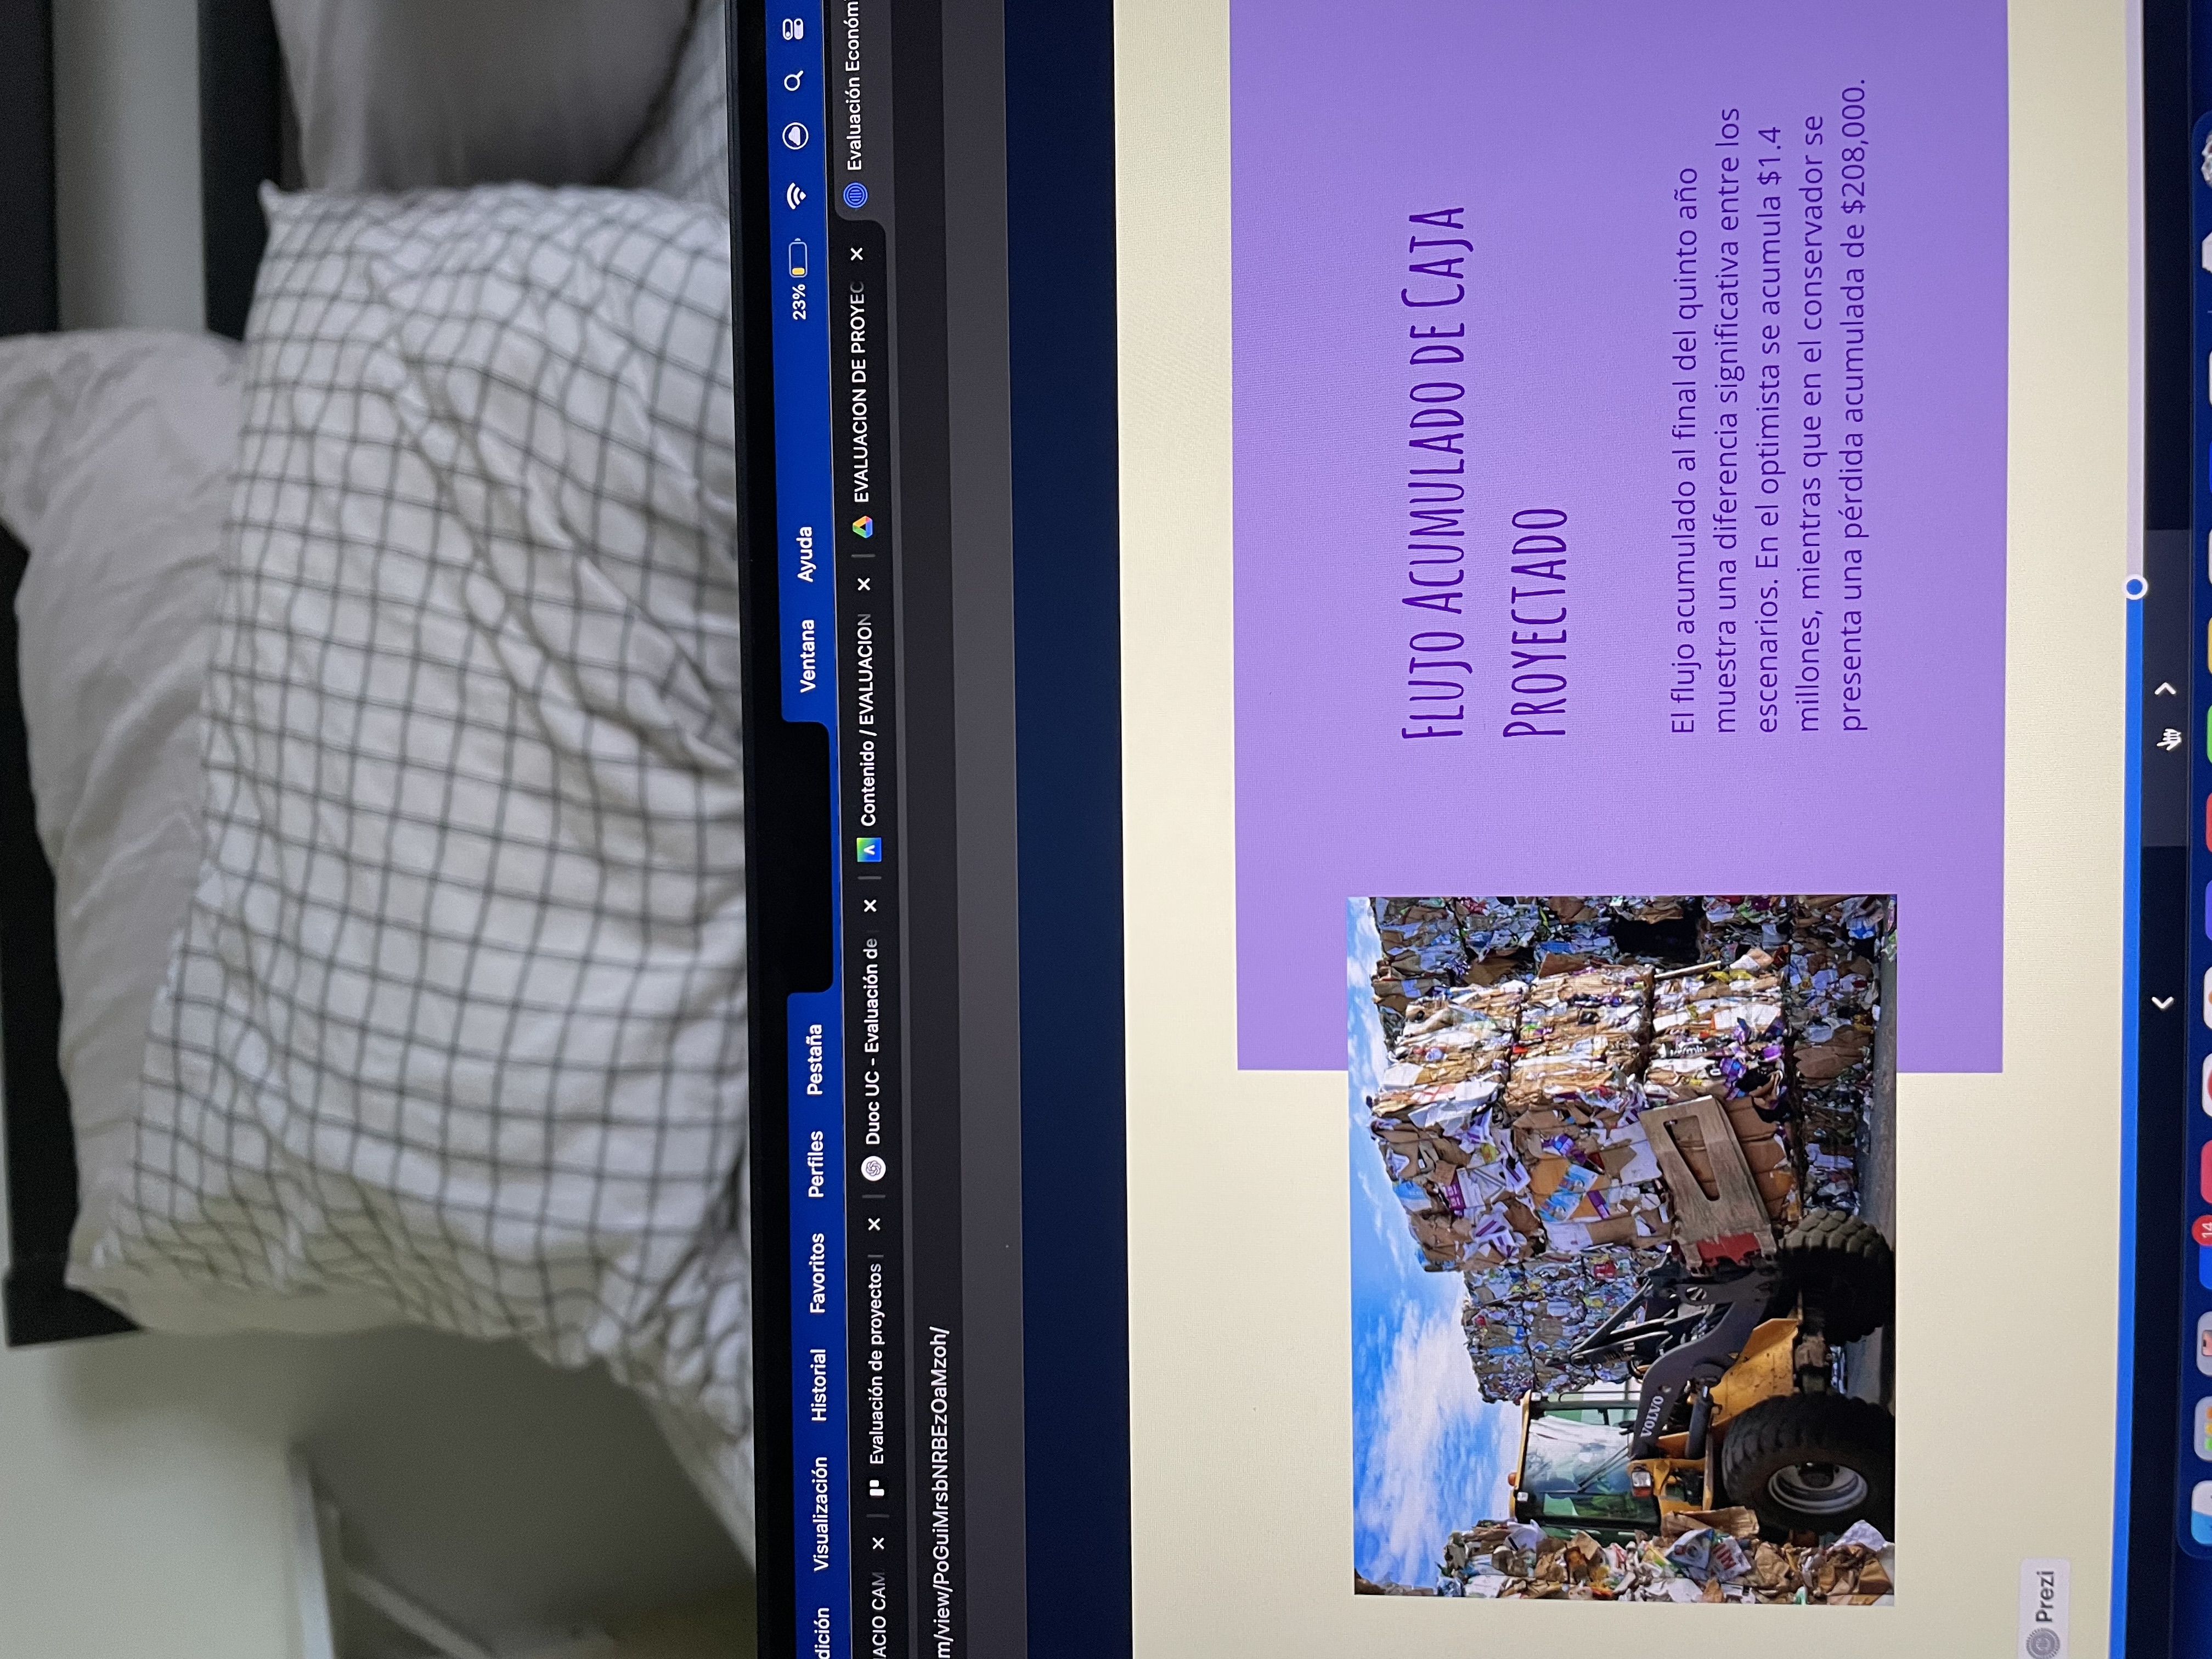 Visualización Historial Favoritos Perfiles Pestaña Ventana Ayuda 23%
Evaluación de proyectos Duoc UC - Evaluación de Contenido / EVALUACION EVALUACION DE PROYEC Evaluación Económ
m/view/PoGuiMrsbNRBEzOaMzoh/
VOLVO
FLUJO ACUMULADO DE CAJA
PROYECTADO
El flujo acumulado al final del quinto año
muestra una diferencia significativa entre los
escenarios. En el optimista se acumula $1.4
millones, mientras que en el conservador se
presenta una pérdida acumulada de $208,000.
Prezi
14